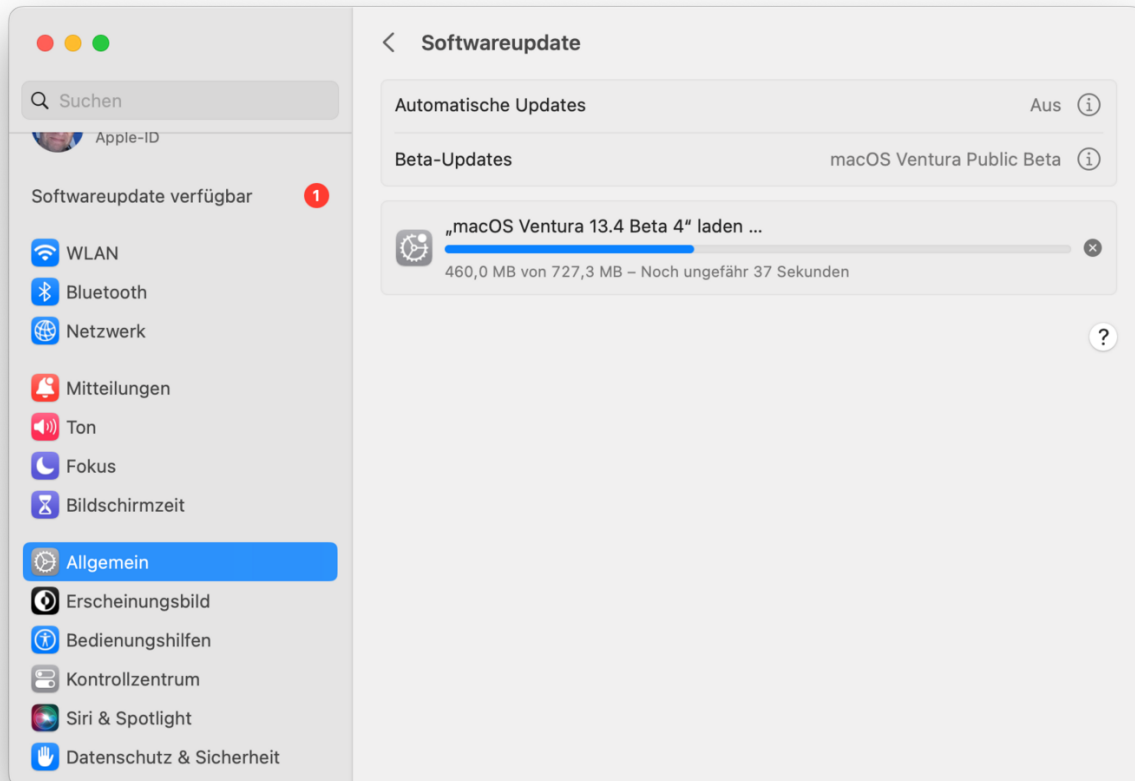 Suchen
Apple-ID
Softwareupdate verfügbar
1
WLAN
Bluetooth
Netzwerk
Mitteilungen
Ton
Fokus
Bildschirmzeit
Allgemein
Erscheinungsbild
Bedienungshilfen
Kontrollzentrum
Siri & Spotlight
Datenschutz & Sicherheit
Softwareupdate
Automatische Updates Aus
Beta-Updates macOS Ventura Public Beta
„macOS Ventura 13.4 Beta 4“ laden ...
460,0 MB von 727,3 MB – Noch ungefähr 37 Sekunden
?